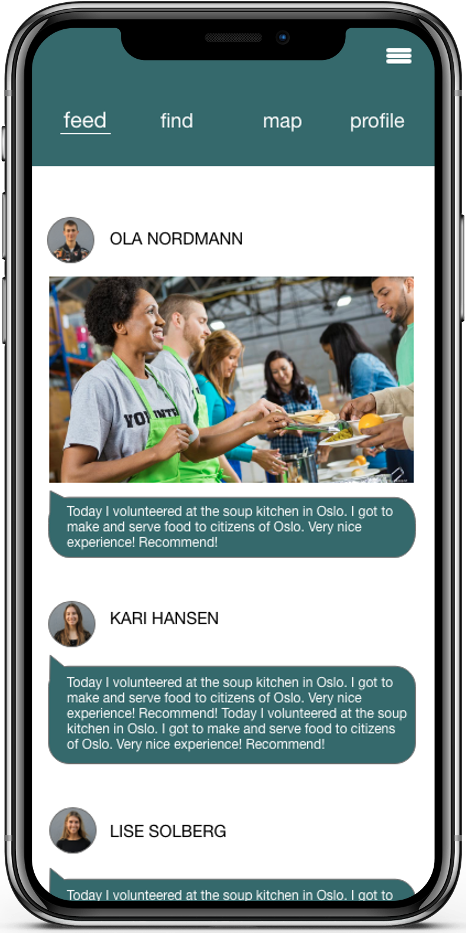 feed find map profile
OLA NORDMANN
Today I volunteered at the soup kitchen in Oslo. I got to
make and serve food to citizens of Oslo. Very nice
experience! Recommend!
KARI HANSEN
Today I volunteered at the soup kitchen in Oslo. I got to
make and serve food to citizens of Oslo. Very nice
experience! Recommend! Today I volunteered at the soup
kitchen in Oslo. I got to make and serve food to citizens
of Oslo. Very nice experience! Recommend!
LISE SOLBERG
Today I volunteered at the soup kitchen in Oslo. I got to